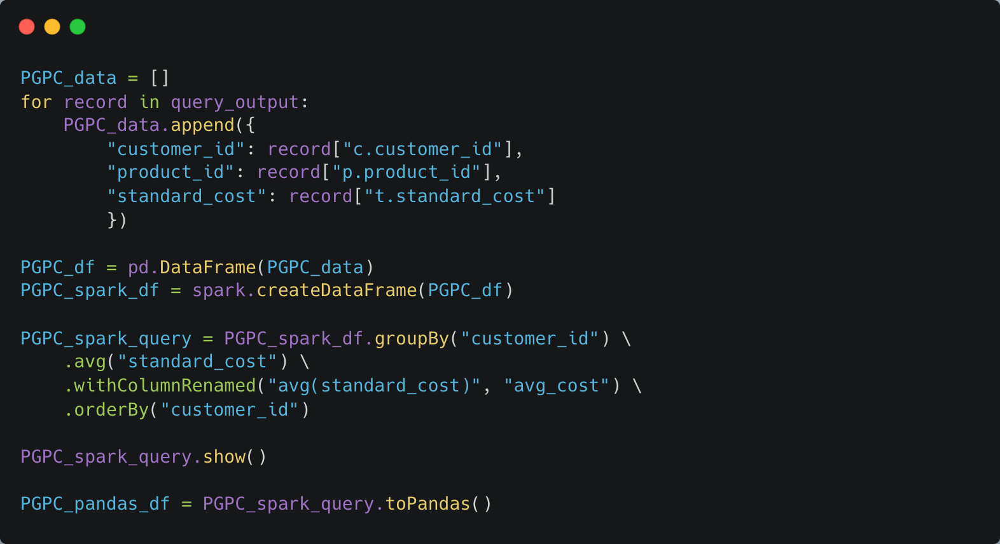 PGPC_data = []
for record in query_output:
    PGPC_data.append({
        "customer_id": record["c.customer_id"],
        "product_id": record["p.product_id"],
        "standard_cost": record["t.standard_cost"]
        })
PGPC_df = pd.DataFrame(PGPC_data)
PGPC_spark_df = spark.createDataFrame(PGPC_df)
PGPC_spark_query = PGPC_spark_df.groupBy("customer_id") \
    .avg("standard_cost") \
    .withColumnRenamed("avg(standard_cost)", "avg_cost") \
    .orderBy("customer_id")
PGPC_spark_query.show()
PGPC_pandas_df = PGPC_spark_query.toPandas()